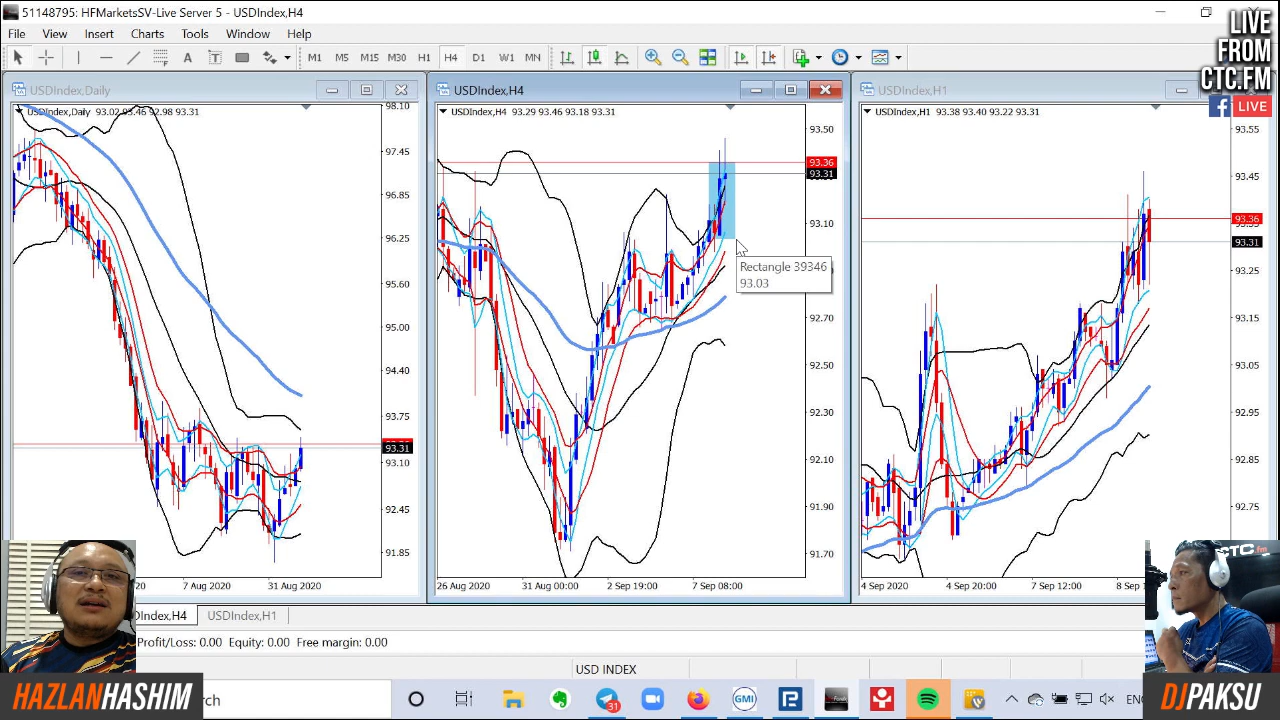 51148795: HFMarketsSV-Live Server 5 - USDIndex,H4
File View Insert Charts Tools Window Help
LIVE
FROM
CTC.FM
f LIVE
A T M1 M5 M15 M30 H1 H4 D1 W1 MN
USDIndex,Daily
USDIndex,Daily 93.02 93.46 92.98 93.31
98.10
97.45
96.85
96.25
95.60
95.00
94.40
93.75
93.31
93.10
92.45
91.85
7 Aug 2020 31 Aug 2020
USDIndex,H4
USDIndex,H4 93.29 93.46 93.18 93.31
93.50
93.36
93.31
93.10
92.70
92.50
92.30
92.10
91.90
91.70
Rectangle 39346
93.03
26 Aug 2020 31 Aug 00:00 2 Sep 19:00 7 Sep 08:00
USDIndex,H1
USDIndex,H1 93.38 93.40 93.22 93.31
93.55
93.45
93.36
93.31
93.25
93.15
93.05
92.95
92.85
92.75
4 Sep 2020 4 Sep 20:00 7 Sep 12:00 8 Sep
CTC.fm
DIndex,H4 USDIndex,H1
Profit/Loss: 0.00 Equity: 0.00 Free margin: 0.00
USD INDEX
HAZLANHASHIM
rch
31
GMI
ENG
DJPAKSU